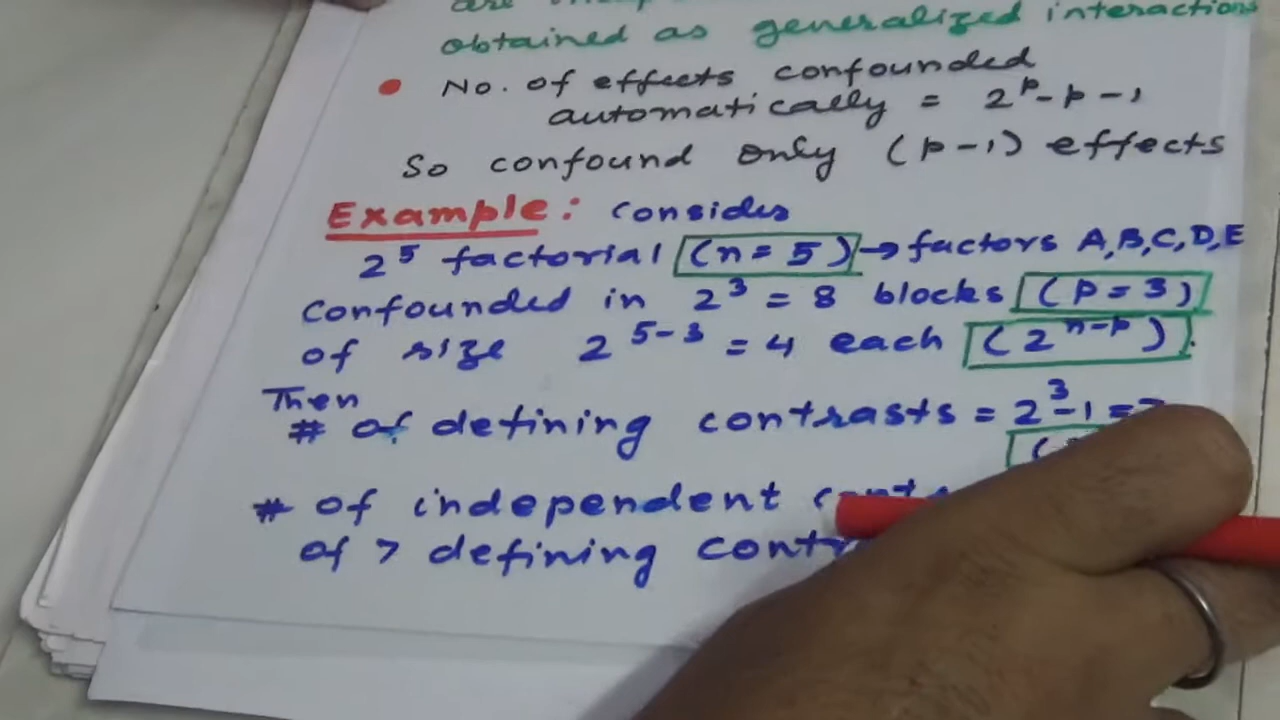 are
obtained as generalized interactions
• No. of effects confounded
automatically = 2^p - p - 1
So confound only (p-1) effects
Example: Consider
2^5 factorial (n = 5) → factors A, B, C, D, E
confounded in 2^3 = 8 blocks (p = 3)
of size 2^{5-3} = 4 each (2^{n-p}).
Then
# of defining contrasts = 2^3 - 1 = 7
# of independent
of 7 defining